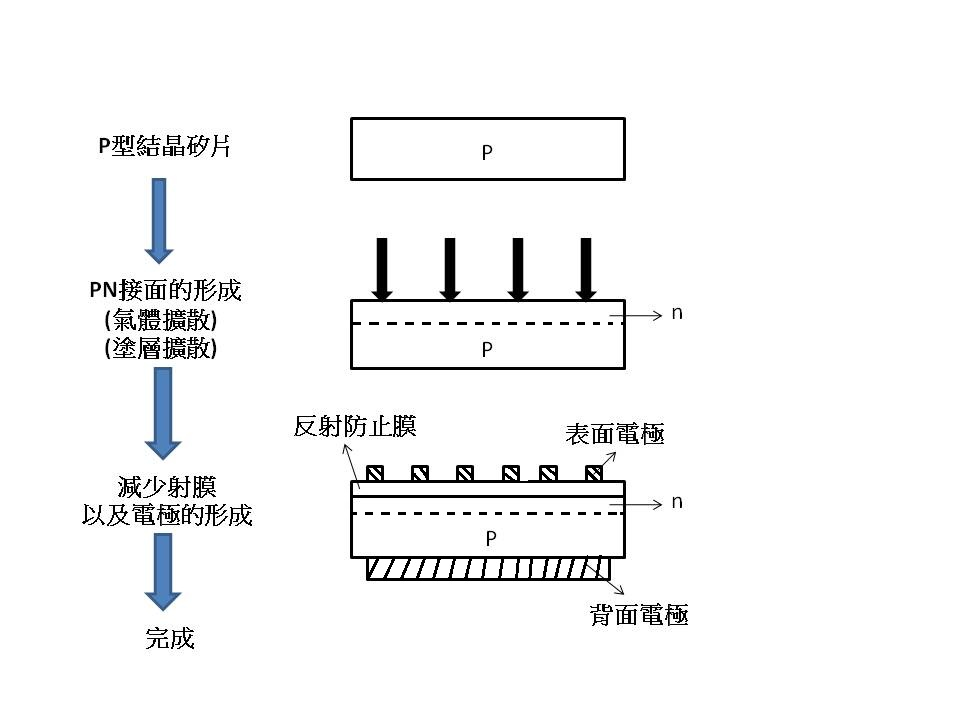 P型結晶矽片
P
PN接面的形成
(氣體擴散)
(塗層擴散)
n
P
反射防止膜
表面電極
減少射膜
以及電極的形成
n
P
背面電極
完成